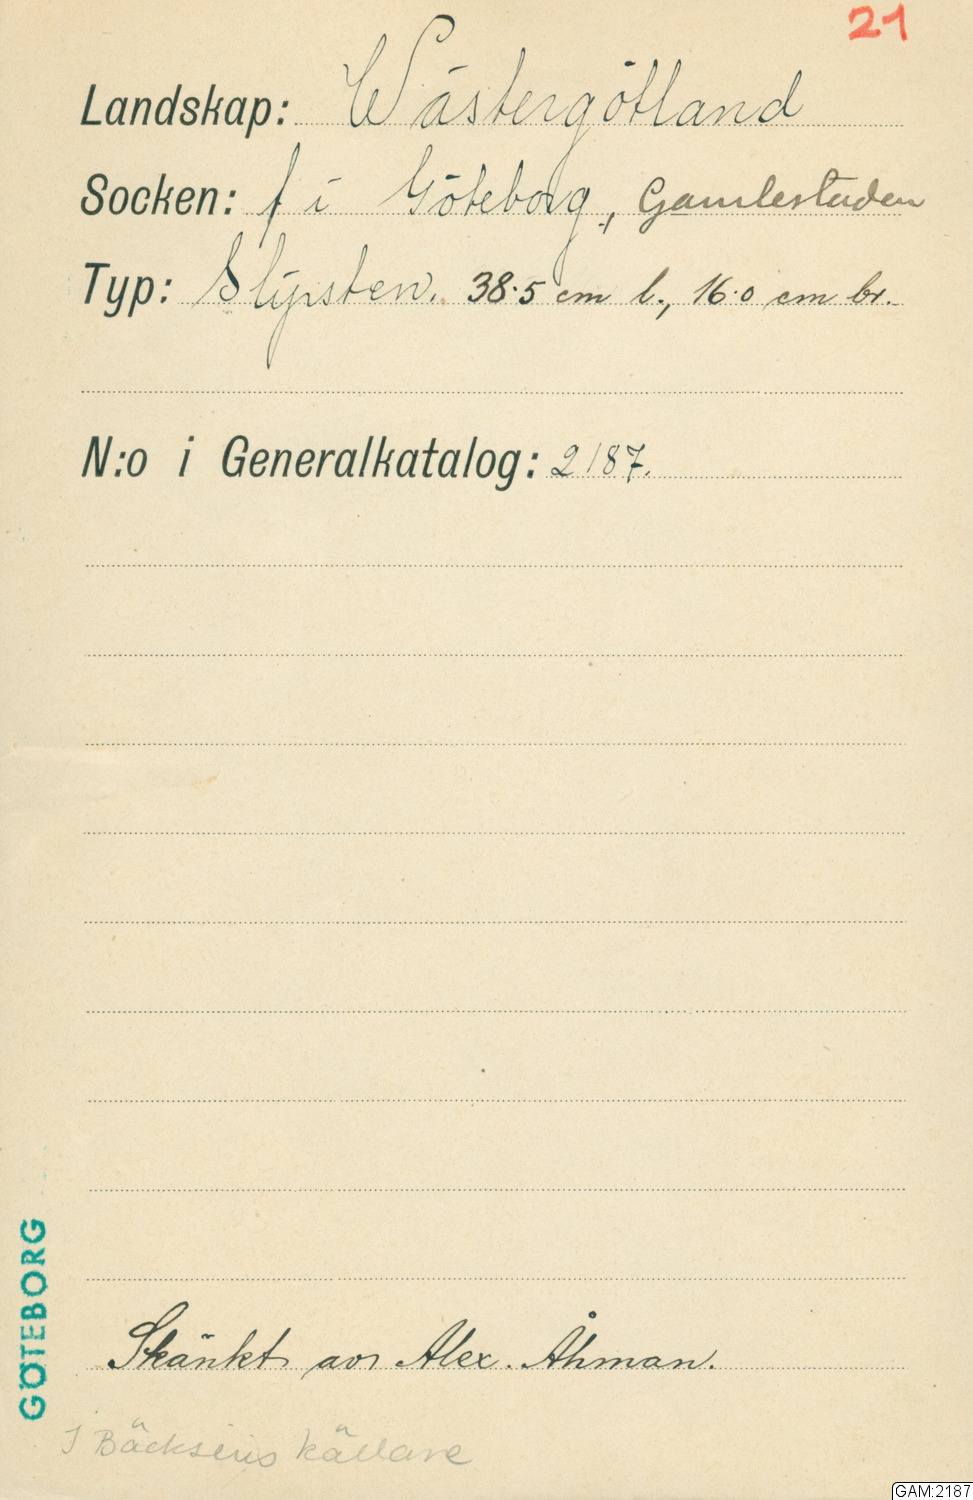 21
Landskap: Wästergötland
Socken: f i Göteborg, Gamlestaden
Typ: Slipsten. 38.5 cm l., 16.0 cm br.
N:o i Generalkatalog: 2187.
GÖTEBORG
Skänkt av Alex. Åhman.
I källare
GAM:2187